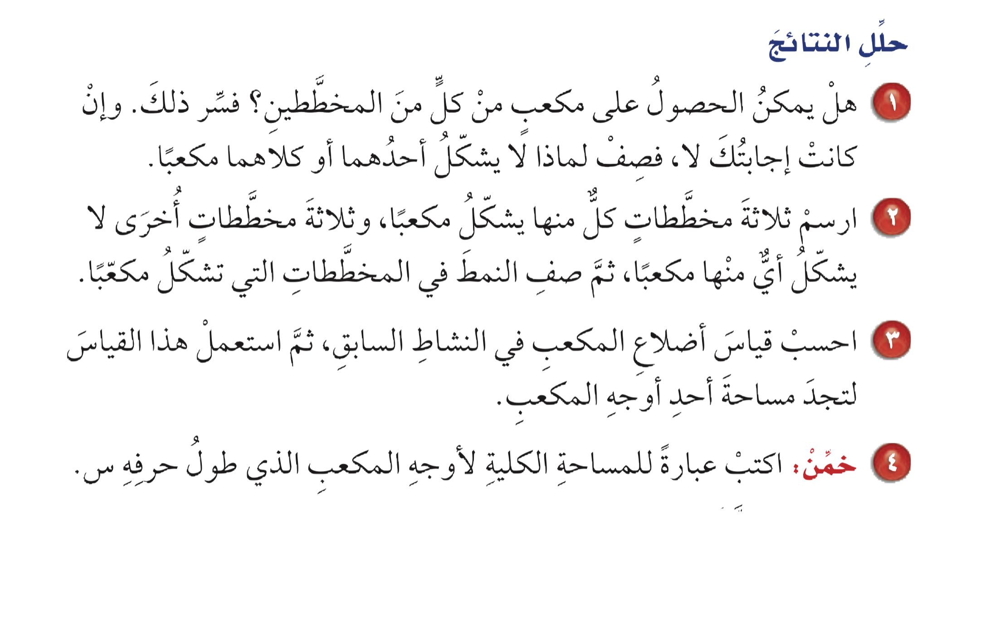 حلِّلِ النتائجَ
١ هلْ يمكنُ الحصولُ على مكعبٍ منْ كلٍّ منَ المخطَّطينِ؟ فسِّر ذلكَ. وإنْ
كانتْ إجابتُكَ لا، فصِفْ لماذا لا يشكّلُ أحدُهما أو كلاهما مكعبًا.
٢ ارسمْ ثلاثةَ مخطَّطاتٍ كلٌّ منها يشكّلُ مكعبًا، وثلاثةَ مخطَّطاتٍ أُخرَى لا
يشكّلُ أيٌّ منْها مكعبًا، ثمَّ صفِ النمطَ في المخطَّطاتِ التي تشكّلُ مكعّبًا.
٣ احسبْ قياسَ أضلاعِ المكعبِ في النشاطِ السابقِ، ثمَّ استعملْ هذا القياسَ
لتجدَ مساحةَ أحدِ أوجهِ المكعبِ.
٤ خمِّنْ: اكتبْ عبارةً للمساحةِ الكليةِ لأوجهِ المكعبِ الذي طولُ حرفِهِ س.